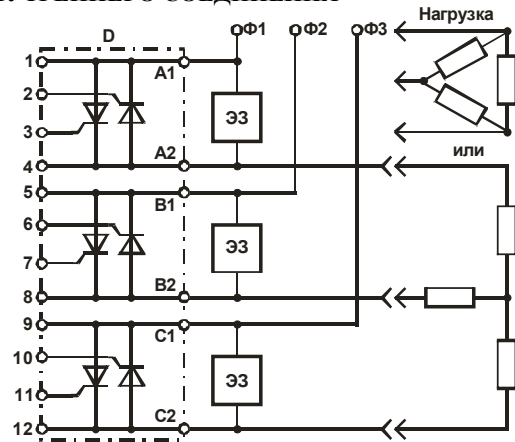 Ф1 Ф2 Ф3 Нагрузка
D
1 A1
2
3 ЭЗ
4 A2 или
5 B1
6
7 ЭЗ
8 B2
9 C1
10
11 ЭЗ
12 C2